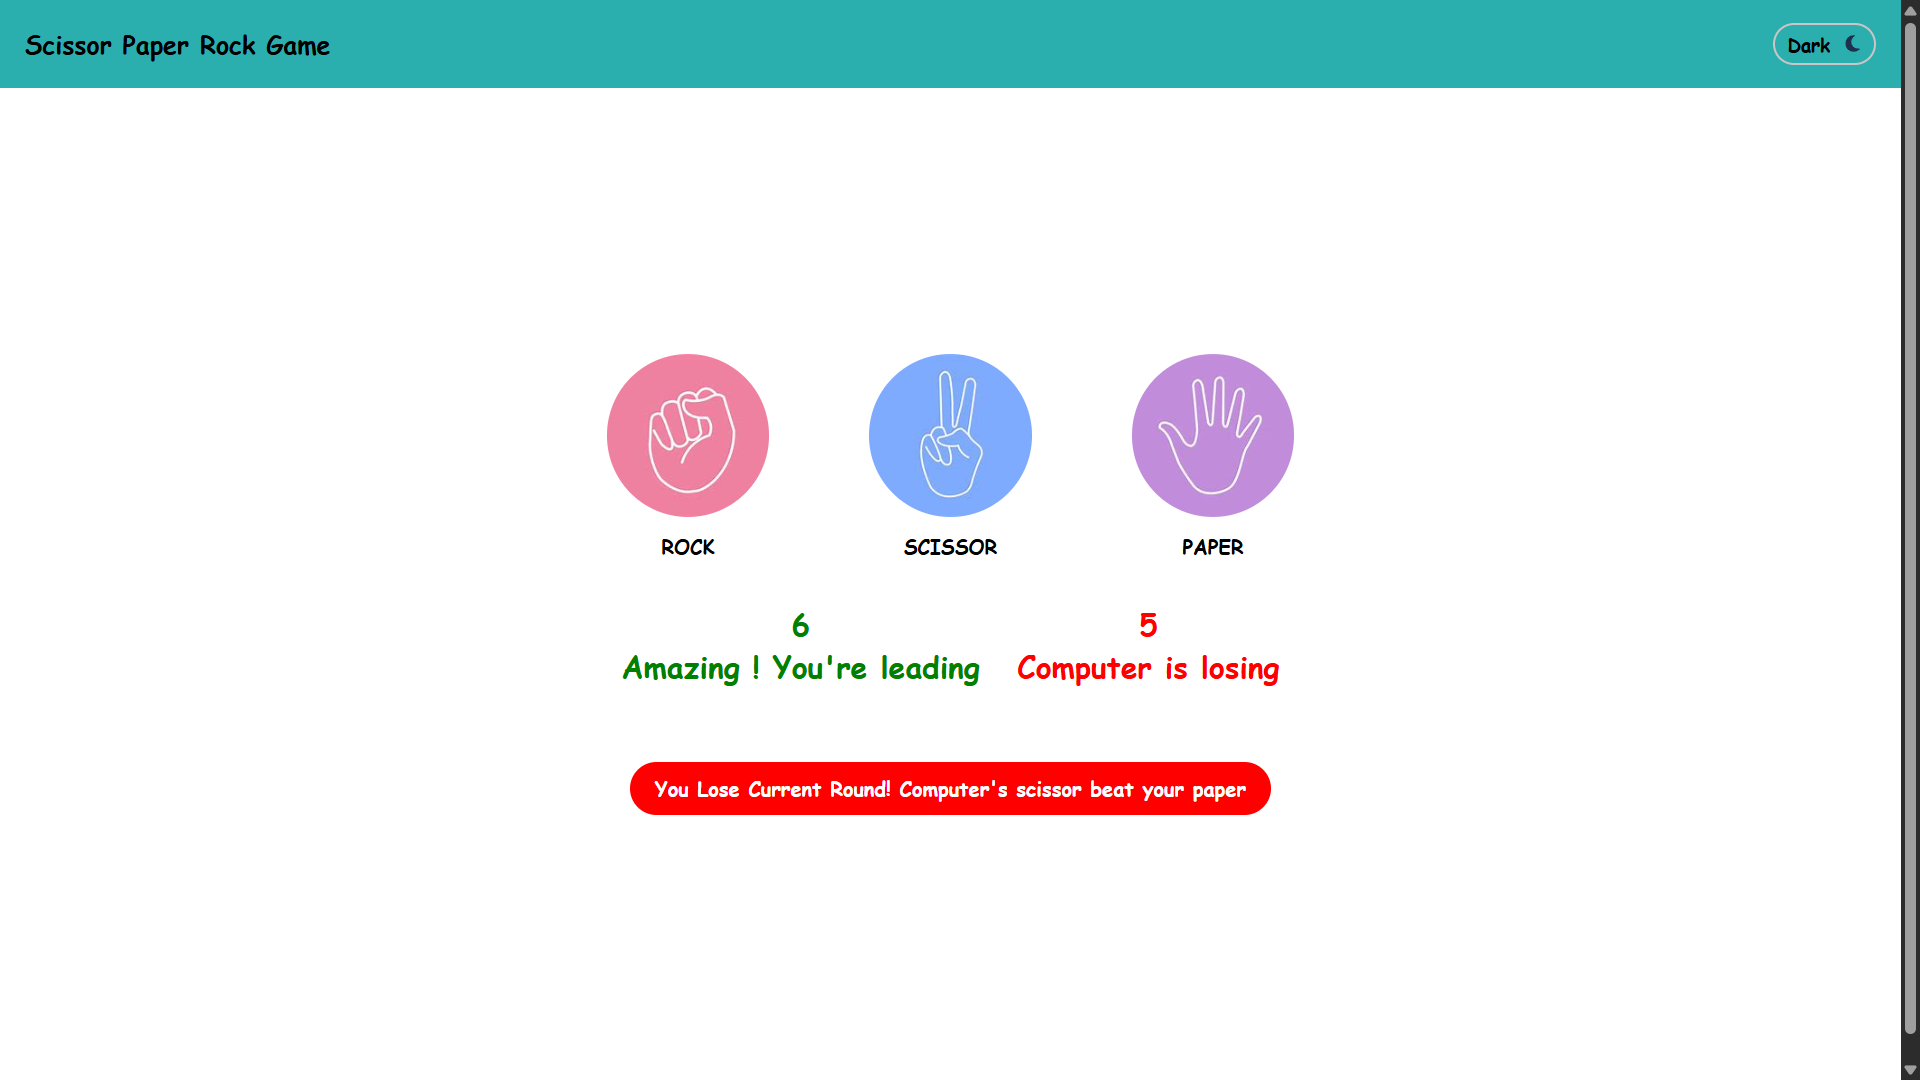 Scissor Paper Rock Game
Dark
ROCK
SCISSOR
PAPER
6
Amazing ! You're leading
5
Computer is losing
You Lose Current Round! Computer's scissor beat your paper